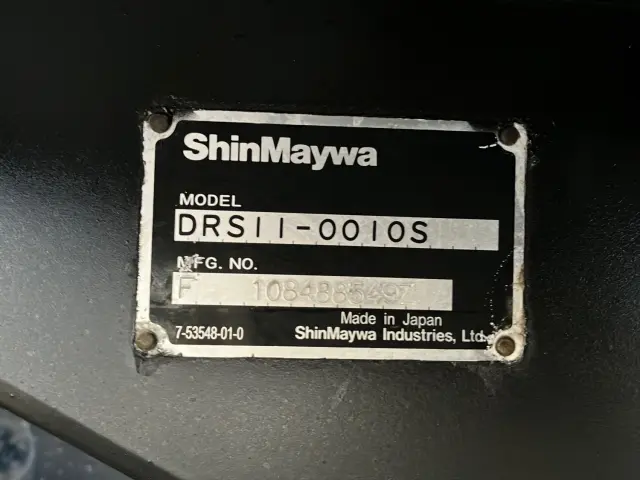 ShinMaywa
MODEL
DRS11-0010S
MFG. NO.
F
Made in Japan
7-53548-01-0 ShinMaywa Industries, Ltd.